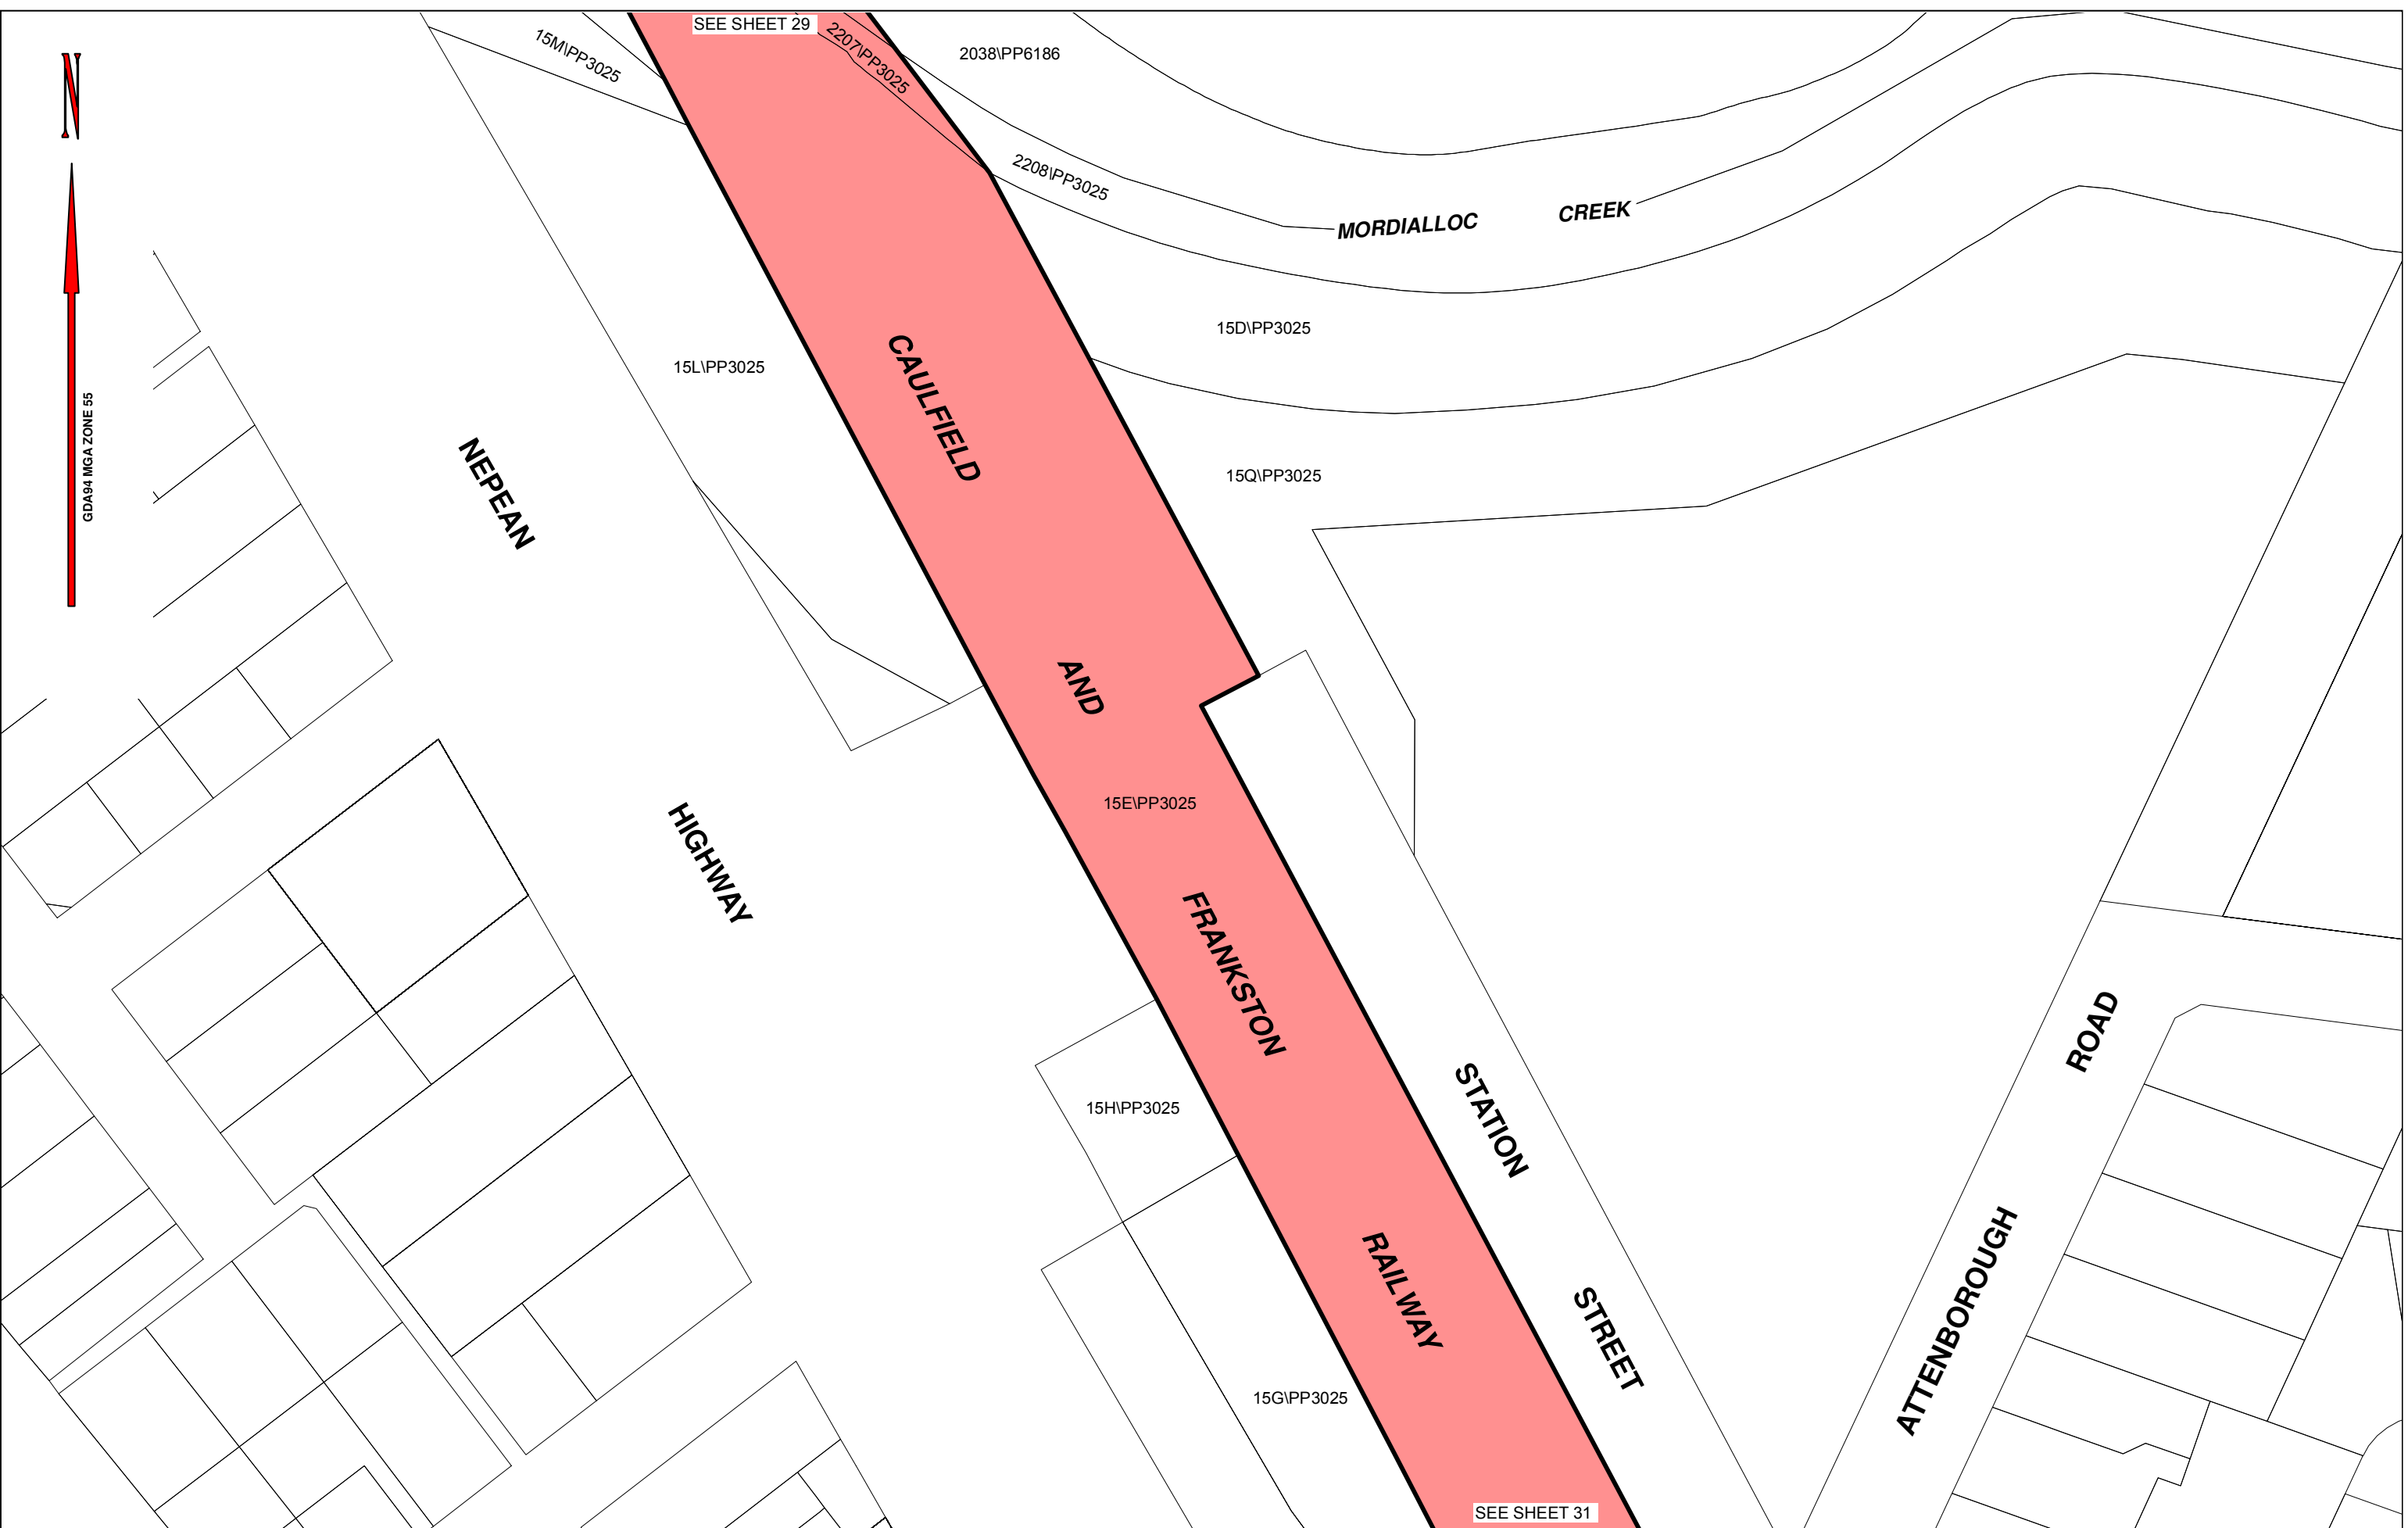 SEE SHEET 29
15M\PP3025
2207\PP3025
2038\PP6186
N
2208\PP3025
MORDIALLOC CREEK
15D\PP3025
15L\PP3025
CAULFIELD
GDA94 MGA ZONE 55
NEPEAN
15Q\PP3025
AND
15E\PP3025
HIGHWAY
FRANKSTON
ROAD
15H\PP3025
STATION
RAILWAY
STREET
ATTENBOROUGH
15G\PP3025
SEE SHEET 31